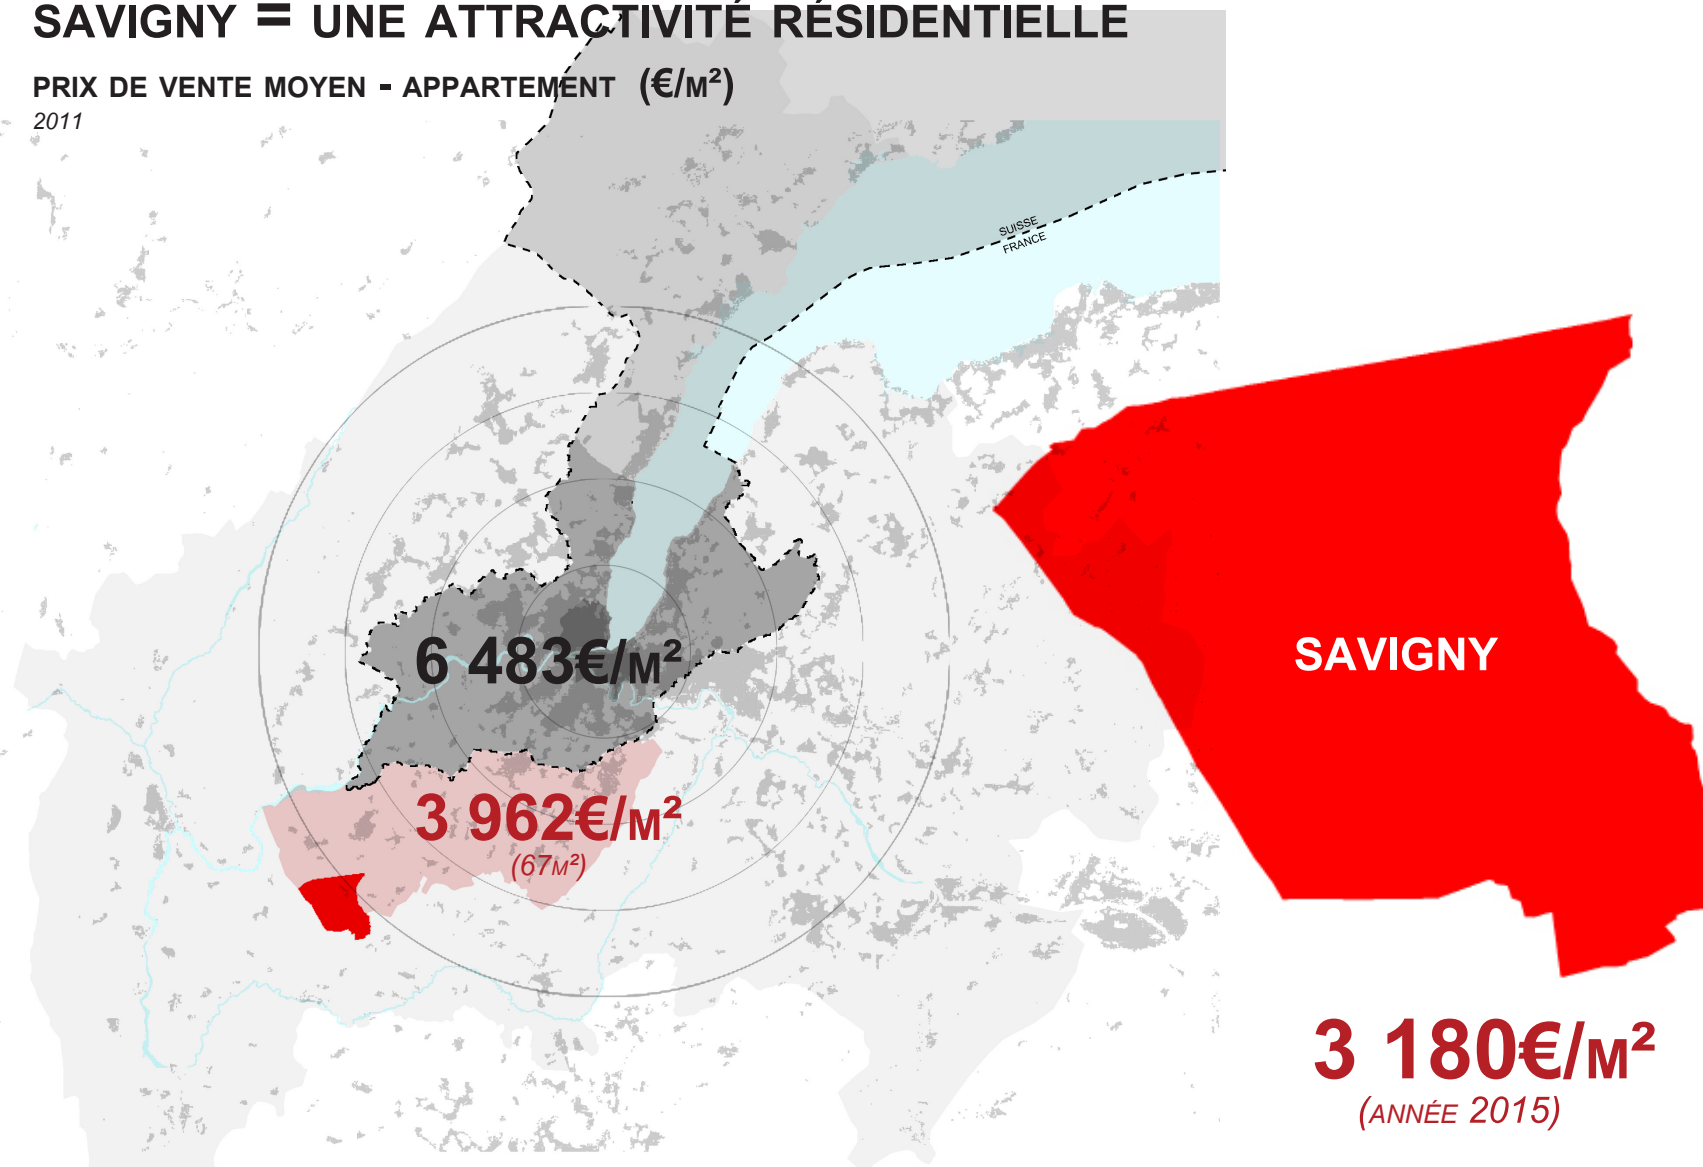 SAVIGNY = UNE ATTRACTIVITÉ RÉSIDENTIELLE
PRIX DE VENTE MOYEN - APPARTEMENT (€/M²)
2011
SUISSE
FRANCE
6 483€/M²
SAVIGNY
3 962€/M²
(67M²)
3 180€/M²
(ANNÉE 2015)